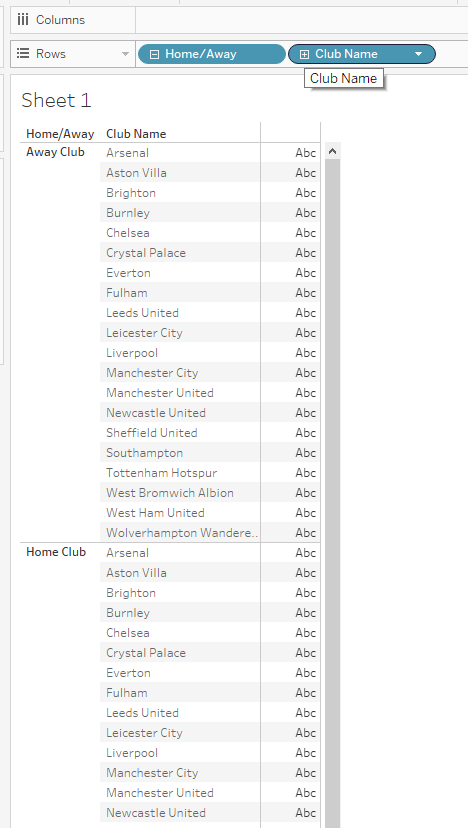 Columns
Rows Home/Away Club Name
Club Name
Sheet 1
Home/Away Club Name
Away Club Arsenal Abc
Aston Villa Abc
Brighton Abc
Burnley Abc
Chelsea Abc
Crystal Palace Abc
Everton Abc
Fulham Abc
Leeds United Abc
Leicester City Abc
Liverpool Abc
Manchester City Abc
Manchester United Abc
Newcastle United Abc
Sheffield United Abc
Southampton Abc
Tottenham Hotspur Abc
West Bromwich Albion Abc
West Ham United Abc
Wolverhampton Wandere.. Abc
Home Club Arsenal Abc
Aston Villa Abc
Brighton Abc
Burnley Abc
Chelsea Abc
Crystal Palace Abc
Everton Abc
Fulham Abc
Leeds United Abc
Leicester City Abc
Liverpool Abc
Manchester City Abc
Manchester United Abc
Newcastle United Abc